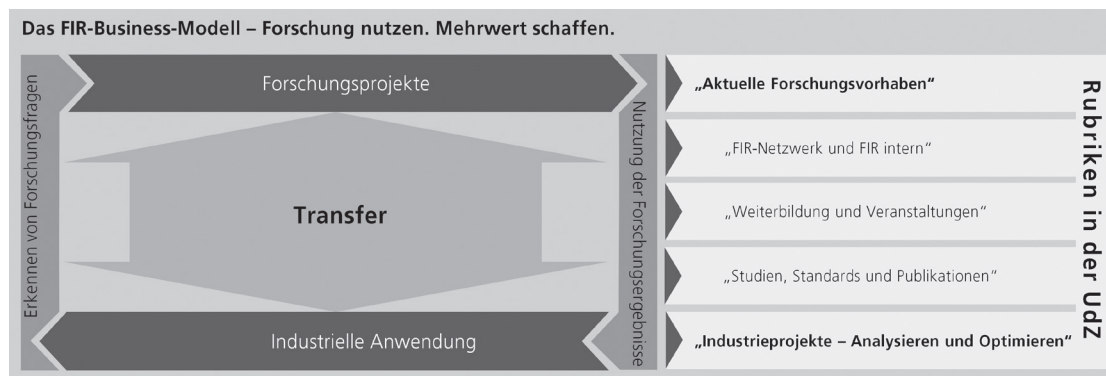 Das FIR-Business-Modell – Forschung nutzen. Mehrwert schaffen.
Erkennen von Forschungsfragen
Forschungsprojekte
Transfer
Industrielle Anwendung
Nutzung der Forschungsergebnisse
„Aktuelle Forschungsvorhaben“
„FIR-Netzwerk und FIR intern“
„Weiterbildung und Veranstaltungen“
„Studien, Standards und Publikationen“
„Industrieprojekte – Analysieren und Optimieren“
Rubriken in der UdZ